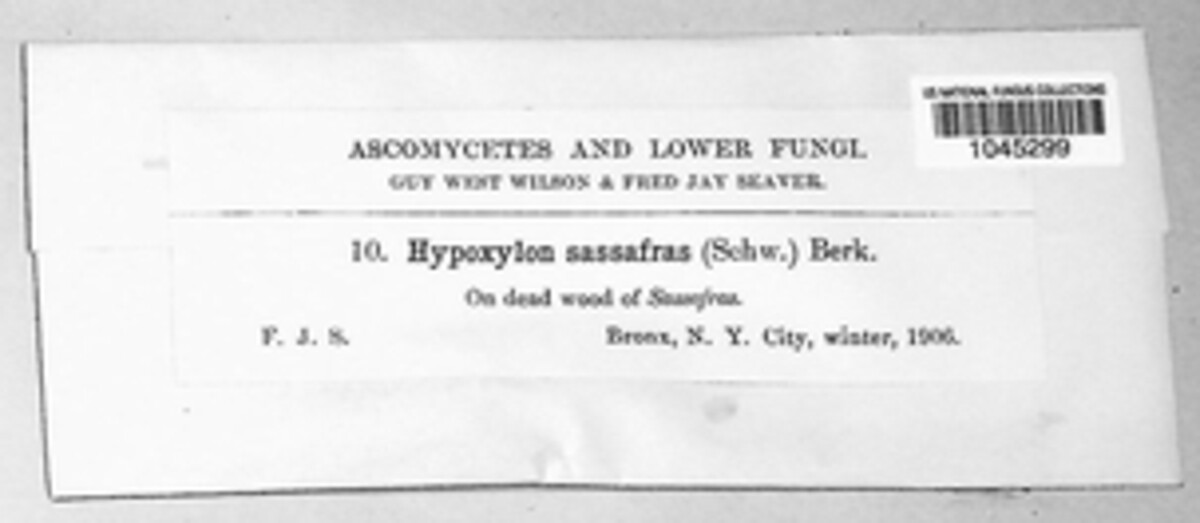 US NATIONAL FUNGUS COLLECTIONS
1045299
ASCOMYCETES AND LOWER FUNGI.
GUY WEST WILSON & FRED JAY SEAVER.
10. Hypoxylon sassafras (Schw.) Berk.
On dead wood of Sassafras.
F. J. S. Bronx, N. Y. City, winter, 1906.